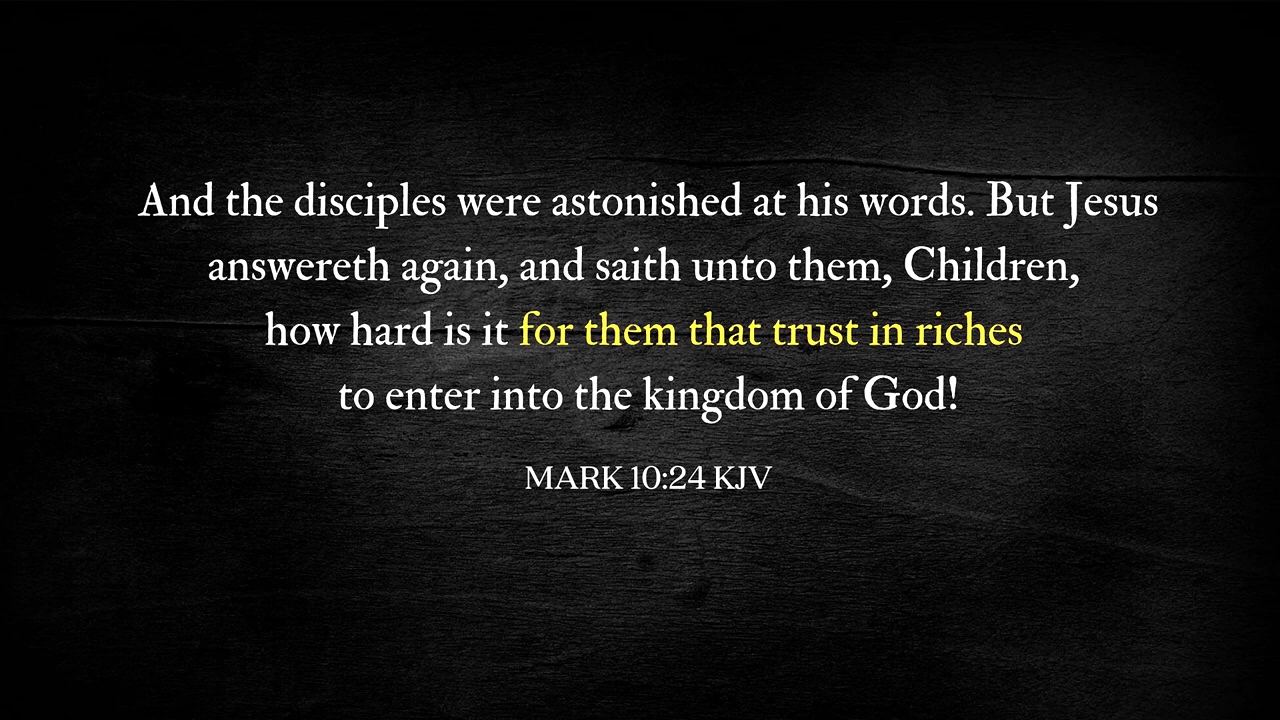 And the disciples were astonished at his words. But Jesus
answereth again, and saith unto them, Children,
how hard is it for them that trust in riches
to enter into the kingdom of God!
MARK 10:24 KJV